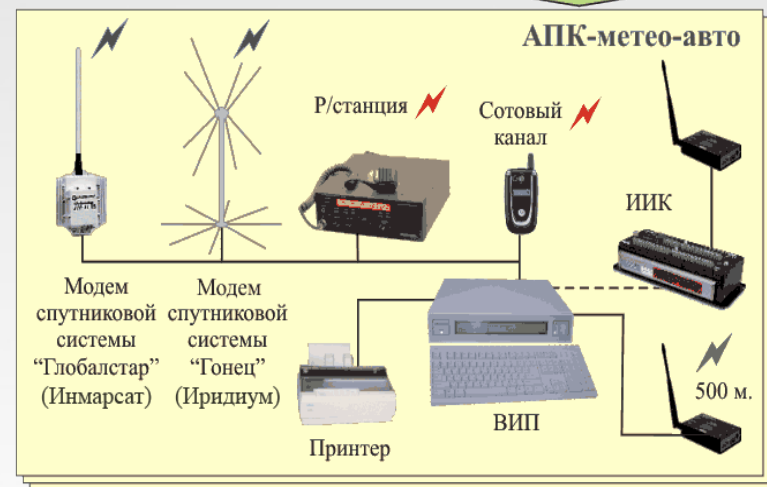 АПК-метео-авто
Р/станция
Сотовый
канал
ИИК
Модем
спутниковой
системы
“Глобалстар”
(Инмарсат)
Модем
спутниковой
системы
“Гонец”
(Иридиум)
Принтер
ВИП
500 м.